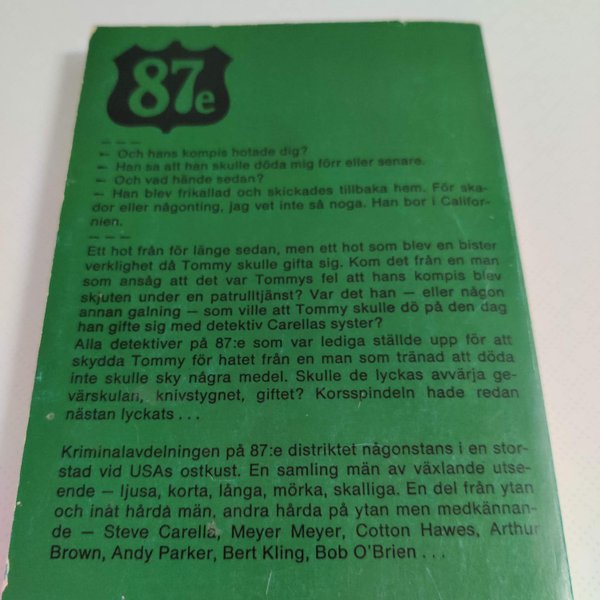 87e
— — —
— Och hans kompis hotade dig?
— Han sa att han skulle döda mig förr eller senare.
— Och vad hände sedan?
— Han blev frikallad och skickades tillbaka hem. För ska-
dor eller någonting, jag vet inte så noga. Han bor i Califor-
nien.
— — —
Ett hot från för länge sedan, men ett hot som blev en bister
verklighet då Tommy skulle gifta sig. Kom det från en man
som ansåg att det var Tommys fel att hans kompis blev
skjuten under en patrulltjänst? Var det han — eller någon
annan galning — som ville att Tommy skulle dö på den dag
han gifte sig med detektiv Carellas syster?
Alla detektiver på 87:e som var lediga ställde upp för att
skydda Tommy för hatet från en man som tränad att döda
inte skulle sky några medel. Skulle de lyckas avvärja ge-
värskulan, knivstygnet, giftet? Korsspindeln hade redan
nästan lyckats . . .
Kriminalavdelningen på 87:e distriktet någonstans i en stor-
stad vid USAs ostkust. En samling män av växlande utse-
ende — ljusa, korta, långa, mörka, skalliga. En del från ytan
och inåt hårda män, andra hårda på ytan men medkännan-
de — Steve Carella, Meyer Meyer, Cotton Hawes, Arthur
Brown, Andy Parker, Bert Kling, Bob O'Brien . . .